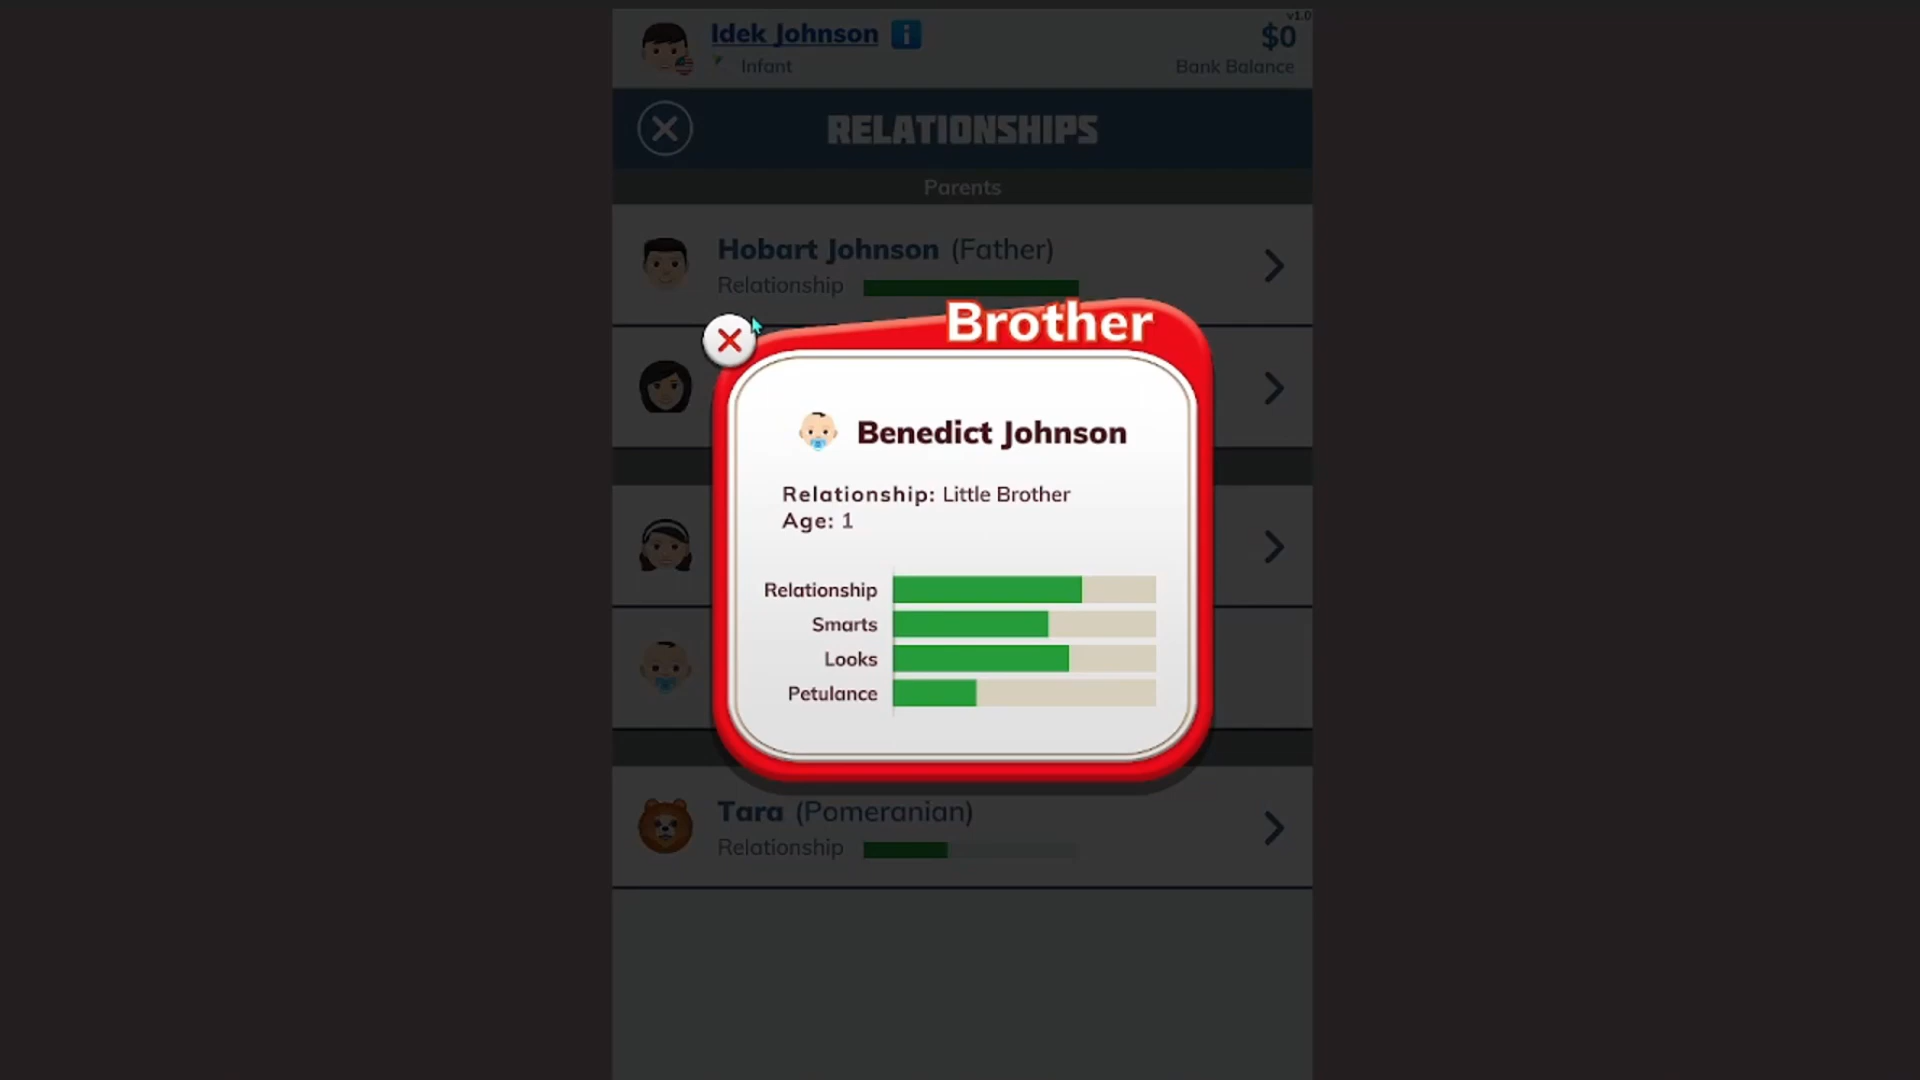 v1.0
Idek Johnson
$0
Infant
Bank Balance
RELATIONSHIPS
Parents
Hobart Johnson (Father)
Relationship
Brother
Benedict Johnson
Relationship: Little Brother
Age: 1
Relationship
Smarts
Looks
Petulance
Tara (Pomeranian)
Relationship